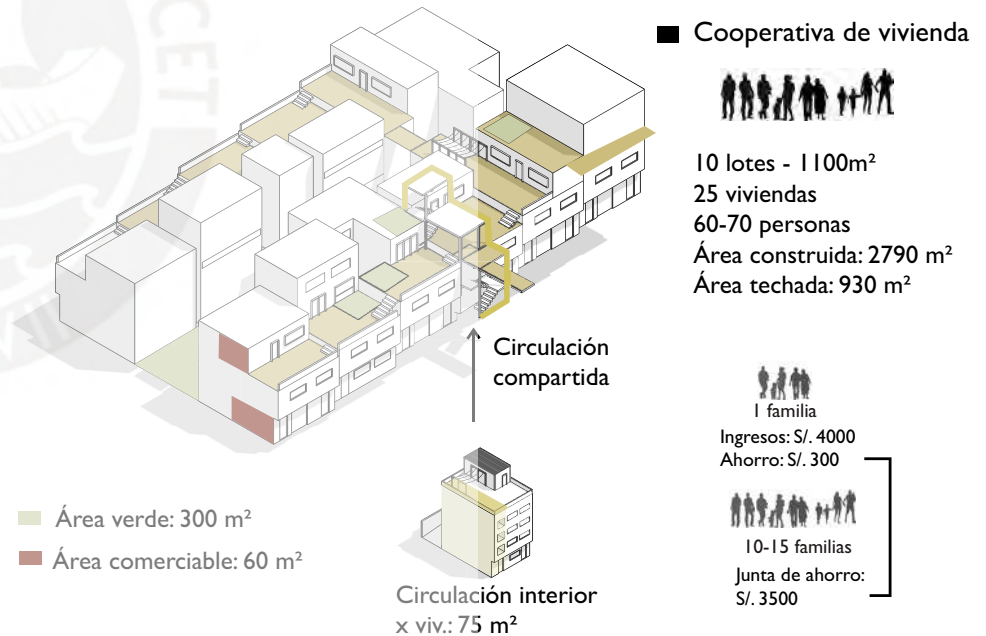 Cooperativa de vivienda
10 lotes - 1100m²
25 viviendas
60-70 personas
Área construida: 2790 m²
Área techada: 930 m²
Circulación
compartida
1 familia
Ingresos: S/. 4000
Ahorro: S/. 300
10-15 familias
Junta de ahorro:
S/. 3500
Área verde: 300 m²
Área comerciable: 60 m²
Circulación interior
x viv.: 75 m²